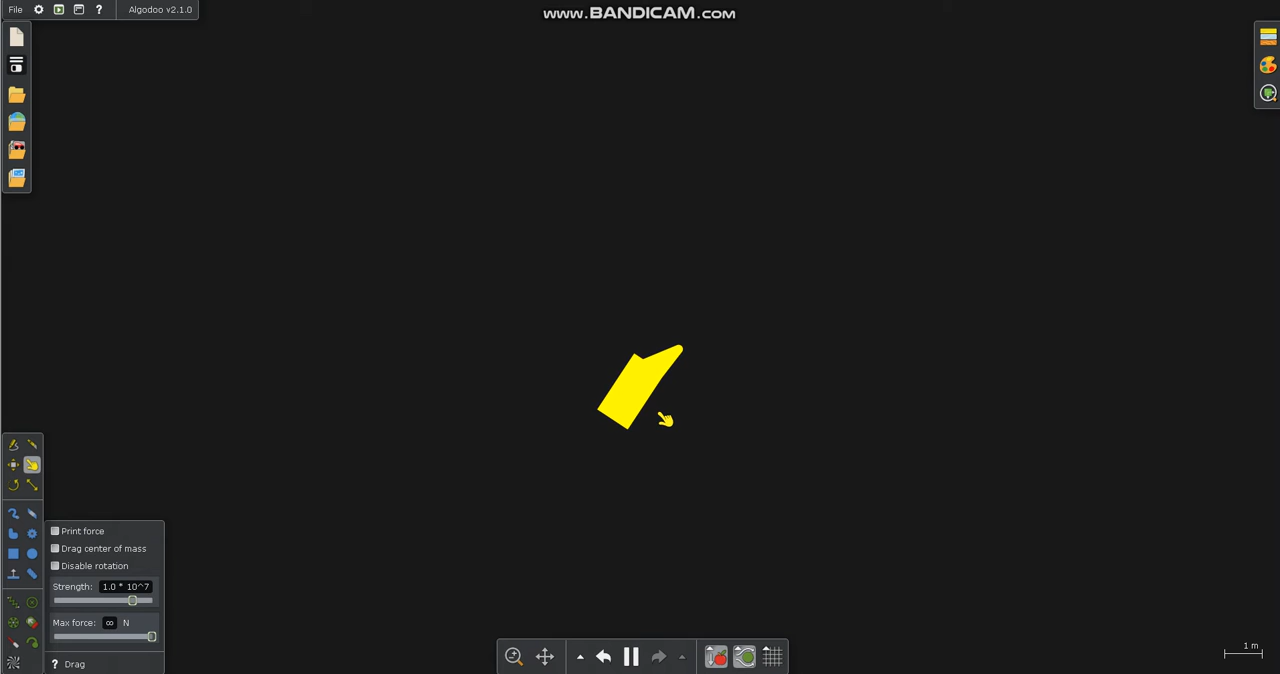 File ? Algodoo v2.1.0
www.BANDICAM.com
Print force
Drag center of mass
Disable rotation
Strength: 1.0 * 10^7
Max force: ∞ N
? Drag
1 m